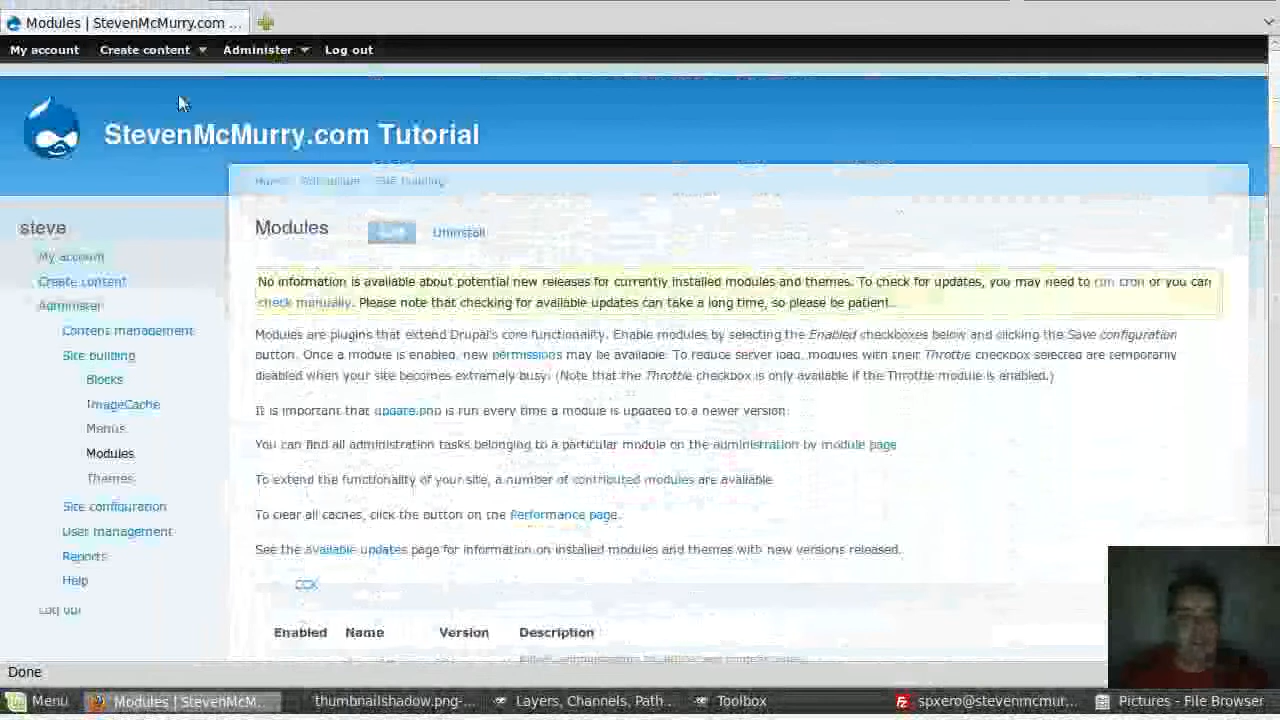 Modules | StevenMcMurry.com ...
My account Create content Administer Log out
StevenMcMurry.com Tutorial
Home Administer Site building
steve
Modules Uninstall
My account
Create content
Administer
Content management
Site building
Blocks
ImageCache
Menus
Modules
Themes
Site configuration
User management
Reports
Help
Log out
No information is available about potential new releases for currently installed modules and themes. To check for updates, you may need to run cron or you can
check manually. Please note that checking for available updates can take a long time, so please be patient.
Modules are plugins that extend Drupal's core functionality. Enable modules by selecting the Enabled checkboxes below and clicking the Save configuration
button. Once a module is enabled, new permissions may be available. To reduce server load, modules with their Throttle checkbox selected are temporarily
disabled when your site becomes extremely busy. (Note that the Throttle checkbox is only available if the Throttle module is enabled.)
It is important that update.php is run every time a module is updated to a newer version.
You can find all administration tasks belonging to a particular module on the administration by module page
To extend the functionality of your site, a number of contributed modules are available.
To clear all caches, click the button on the Performance page.
See the available updates page for information on installed modules and themes with new versions released.
CCK
Enabled Name Version Description
Done
Menu Modules | StevenMcM... thumbnailshadow.png-... Layers, Channels, Path... Toolbox spxero@stevenmcmur... Pictures - File Browser